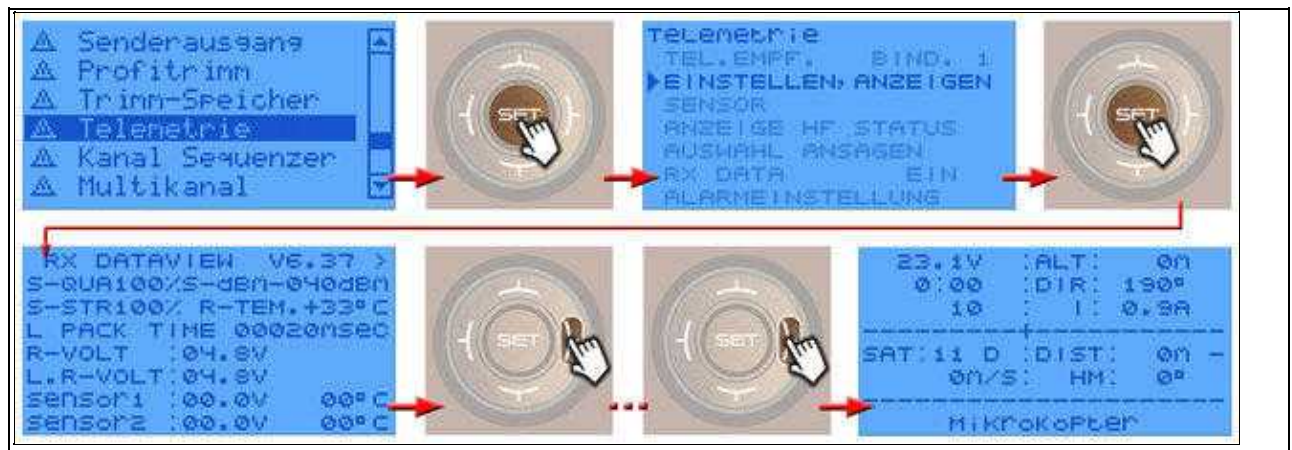 Senderausgang
Profitrimm
Trimm-Speicher
Telemetrie
Kanal Sequenzer
Multikanal
SET
Telemetrie
TEL.EMPF. BIND. 1
EINSTELLEN, ANZEIGEN
SENSOR
ANZEIGE HF STATUS
AUSWAHL ANSAGEN
RX DATA EIN
ALARMEINSTELLUNG
SET
RX DATAVIEW V6.37 >
S-QUA100%S-dBm-040dBm
S-STR100% R-TEM.+33°C
L PACK TIME 00020msec
R-VOLT :04.8V
L.R-VOLT:04.8V
Sensor1 :00.0V 00°C
Sensor2 :00.0V 00°C
SET
SET
23.1V :ALT: 0m
0:00 :DIR: 190°
10 : I: 0.9A
SAT:11 D :DIST: 0m -
0m/s: HM: 0°
MikroKopter